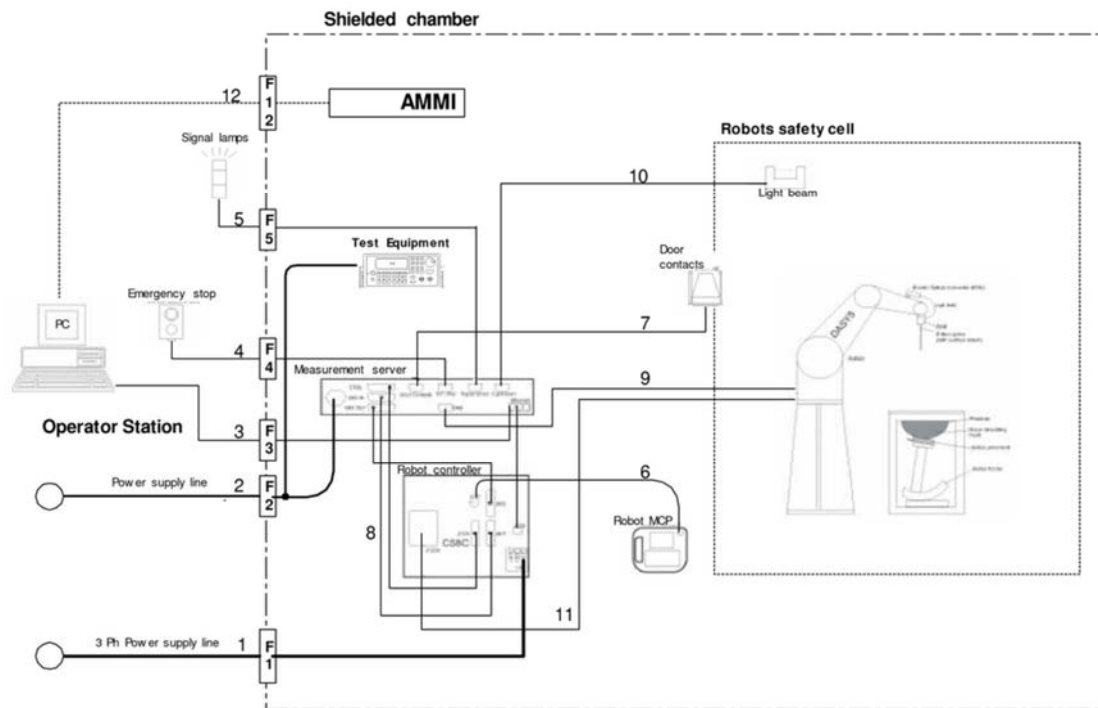 Shielded chamber
12
F
1
2
AMMI
Signal lamps
Robots safety cell
10
Light beam
5
F
5
Test Equipment
Door
contacts
Emergency stop
PC
7
4
F
4
Measurement server
9
DASYS
Operator Station
3
F
3
Robot controller
Power supply line
2
F
2
6
Robot MCP
8
CS8C
11
3 Ph Power supply line
1
F
1